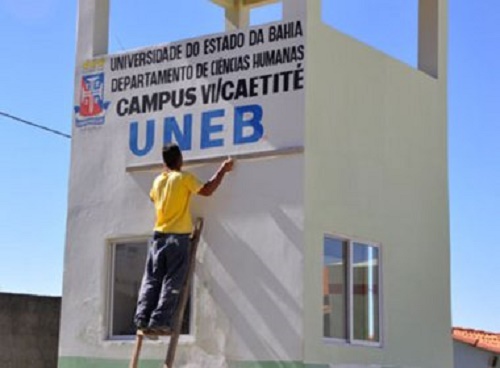 UNIVERSIDADE DO ESTADO DA BAHIA
DEPARTAMENTO DE CIÊNCIAS HUMANAS
CAMPUS VI/CAETITÉ
UNEB